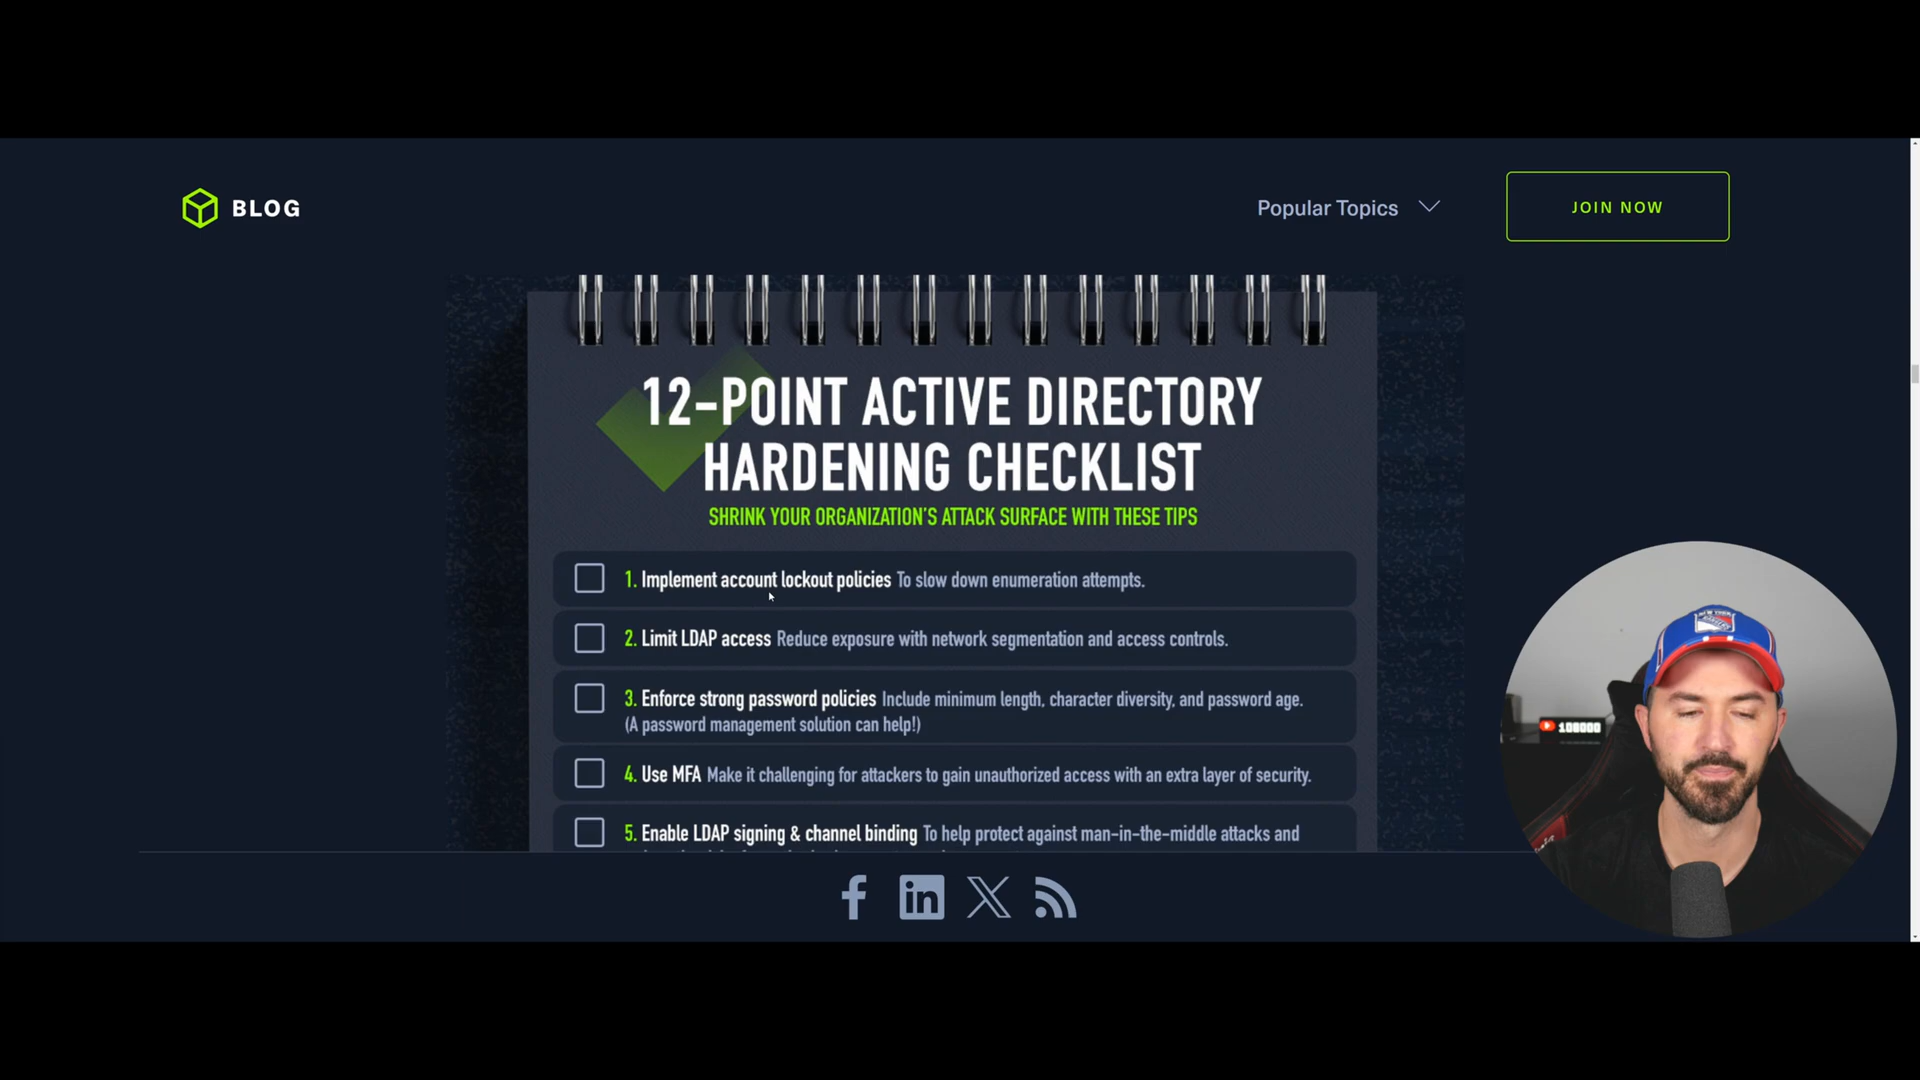 BLOG
Popular Topics
JOIN NOW
12-POINT ACTIVE DIRECTORY
HARDENING CHECKLIST
SHRINK YOUR ORGANIZATION'S ATTACK SURFACE WITH THESE TIPS
1. Implement account lockout policies To slow down enumeration attempts.
2. Limit LDAP access Reduce exposure with network segmentation and access controls.
3. Enforce strong password policies Include minimum length, character diversity, and password age.
(A password management solution can help!)
4. Use MFA Make it challenging for attackers to gain unauthorized access with an extra layer of security.
5. Enable LDAP signing & channel binding To help protect against man-in-the-middle attacks and
f in X
NEW YORK
108000